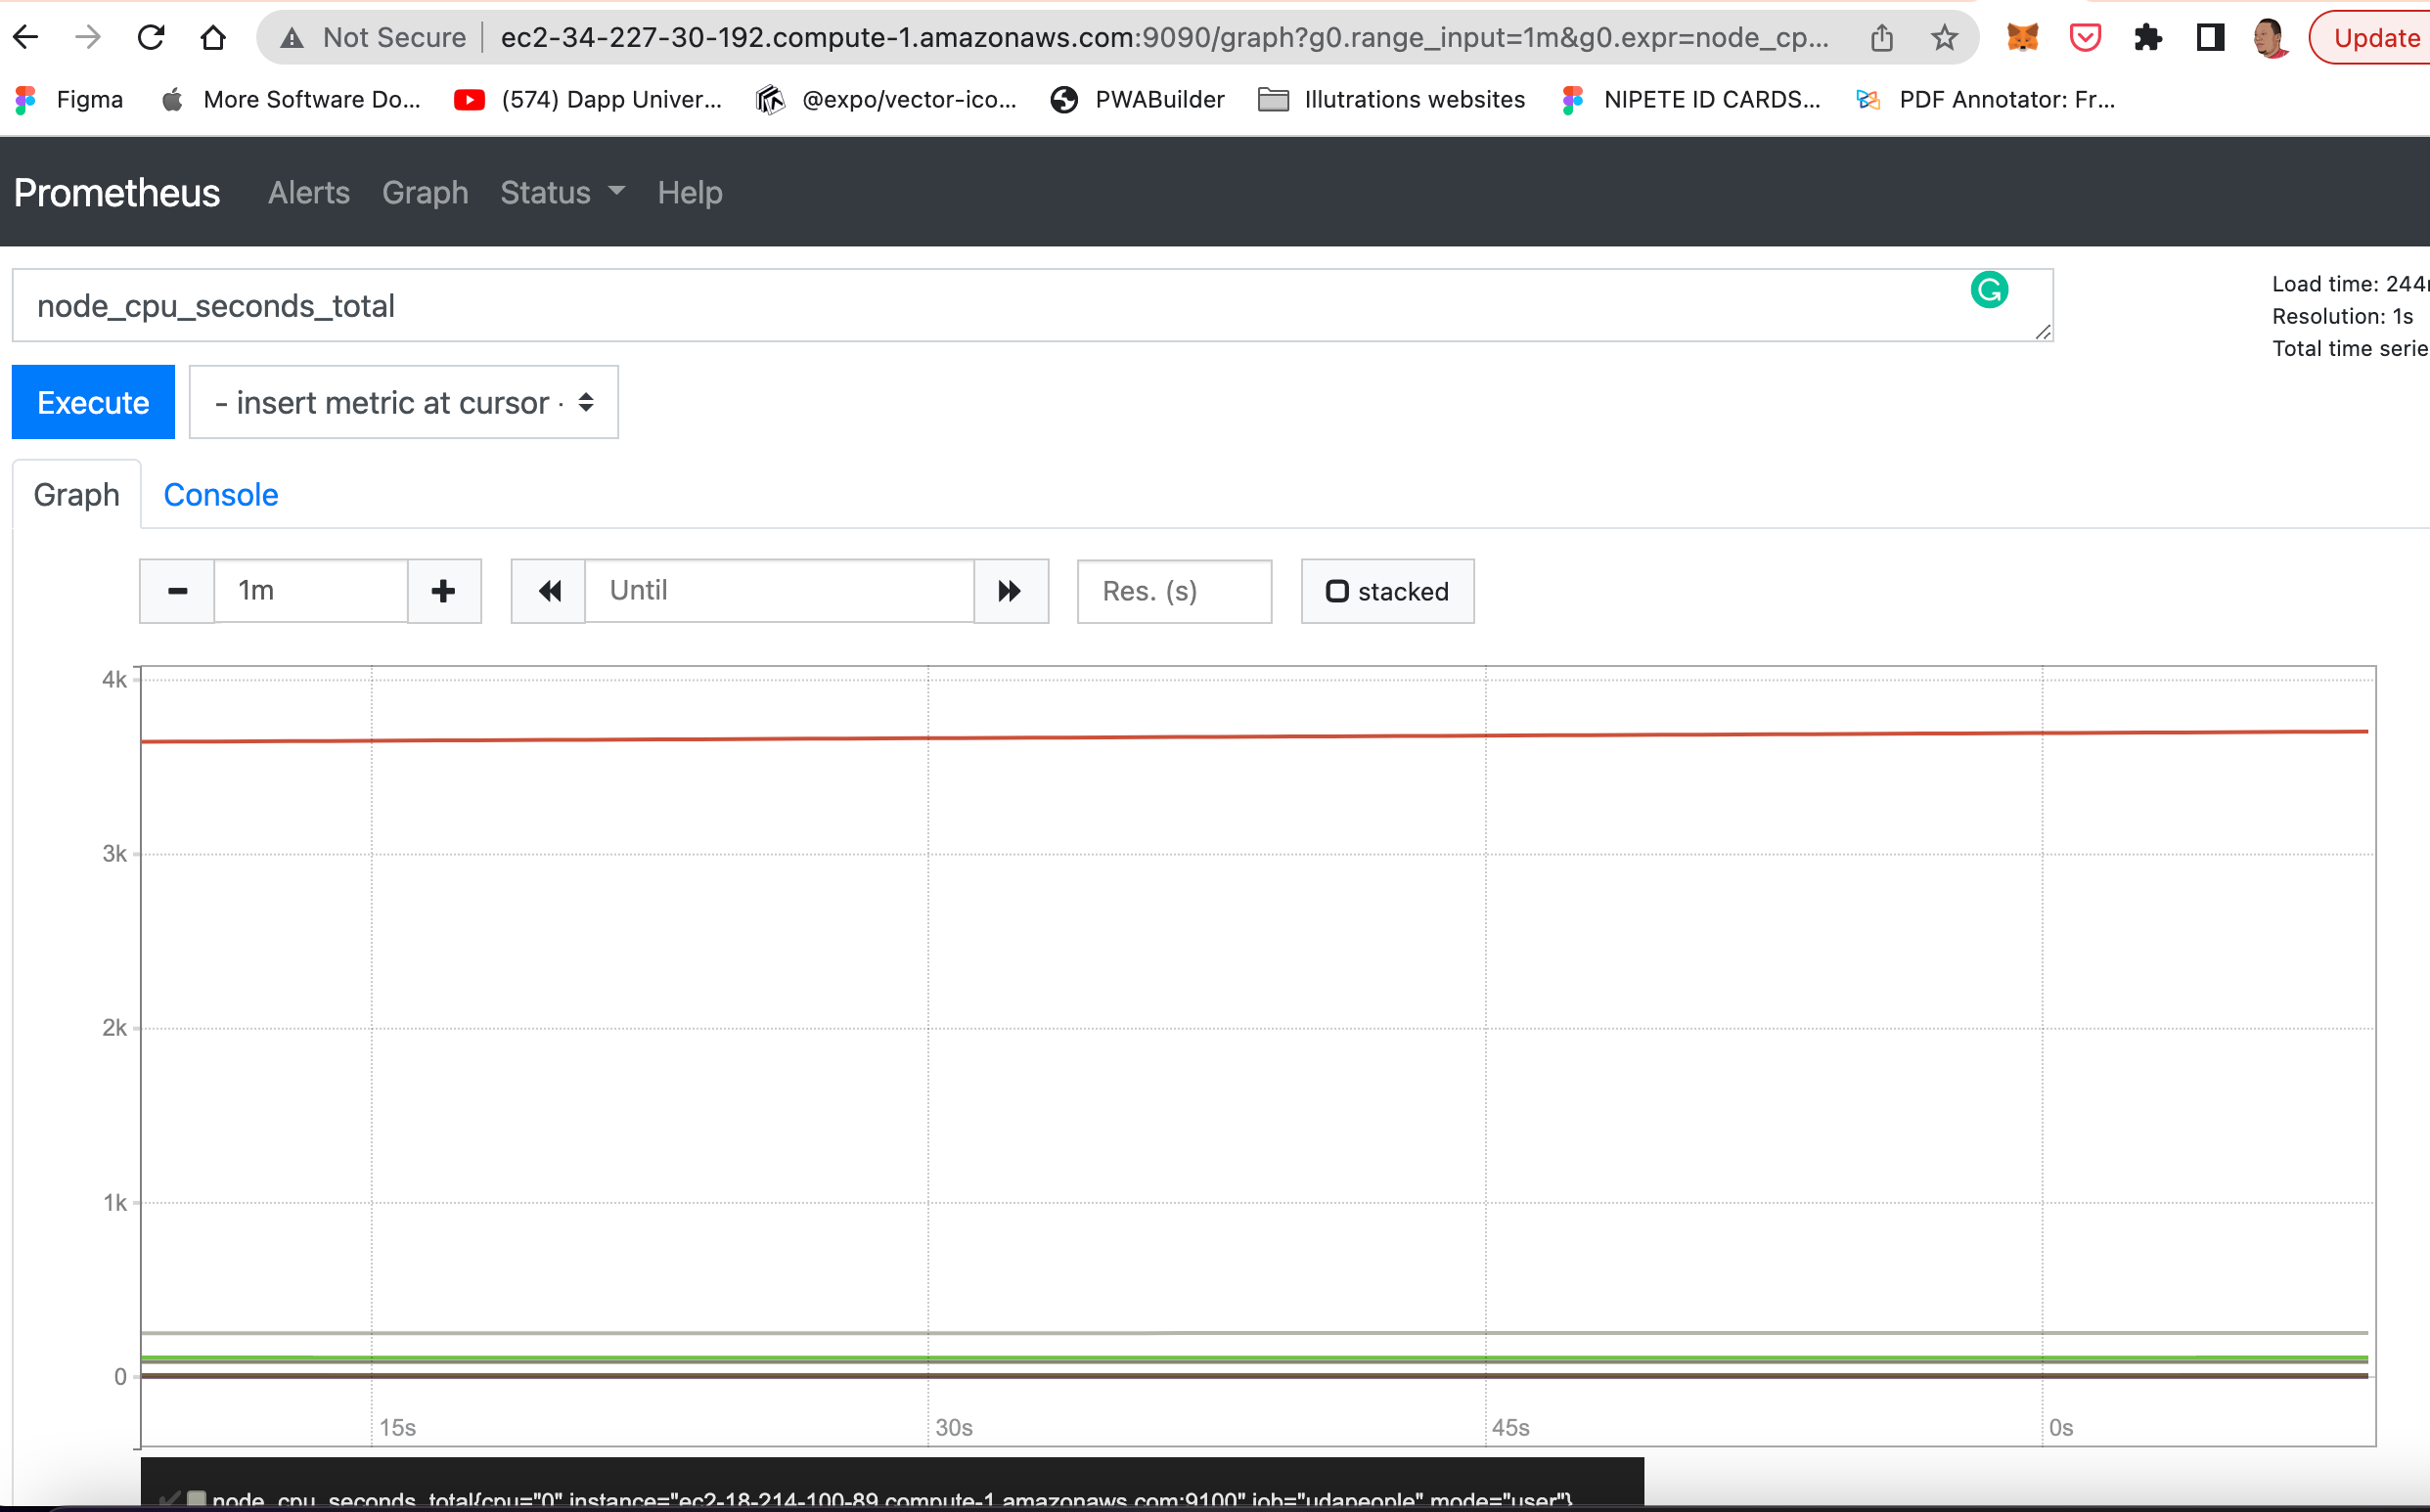 Not Secure ec2-34-227-30-192.compute-1.amazonaws.com:9090/graph?g0.range_input=1m&g0.expr=node_cp... Update
Figma More Software Do... (574) Dapp Univer... @expo/vector-ico... PWABuilder Illutrations websites NIPETE ID CARDS... PDF Annotator: Fr...
Prometheus Alerts Graph Status Help
node_cpu_seconds_total
Load time: 244
Resolution: 1s
Total time serie
Execute - insert metric at cursor -
Graph Console
1m Until Res. (s) stacked
4k
3k
2k
1k
0
15s 30s 45s 0s
node_cpu_seconds_total{cpu="0",instance="ec2-18-214-100-89.compute-1.amazonaws.com:9100",job="udapeople",mode="user"}